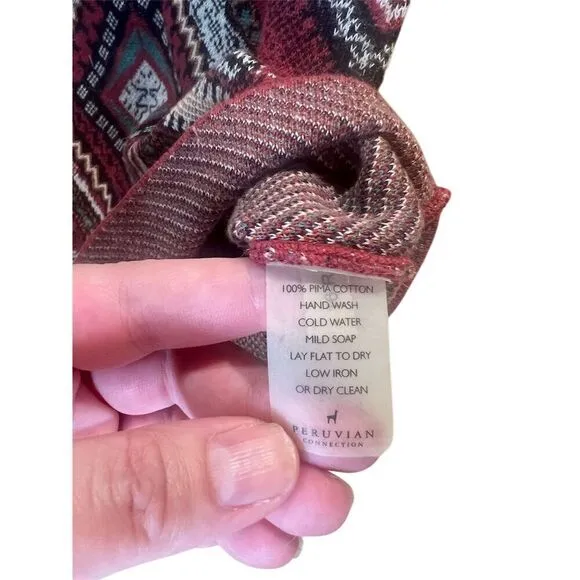 100% PIMA COTTON
HAND WASH
COLD WATER
MILD SOAP
LAY FLAT TO DRY
LOW IRON
OR DRY CLEAN
PERUVIAN
CONNECTION